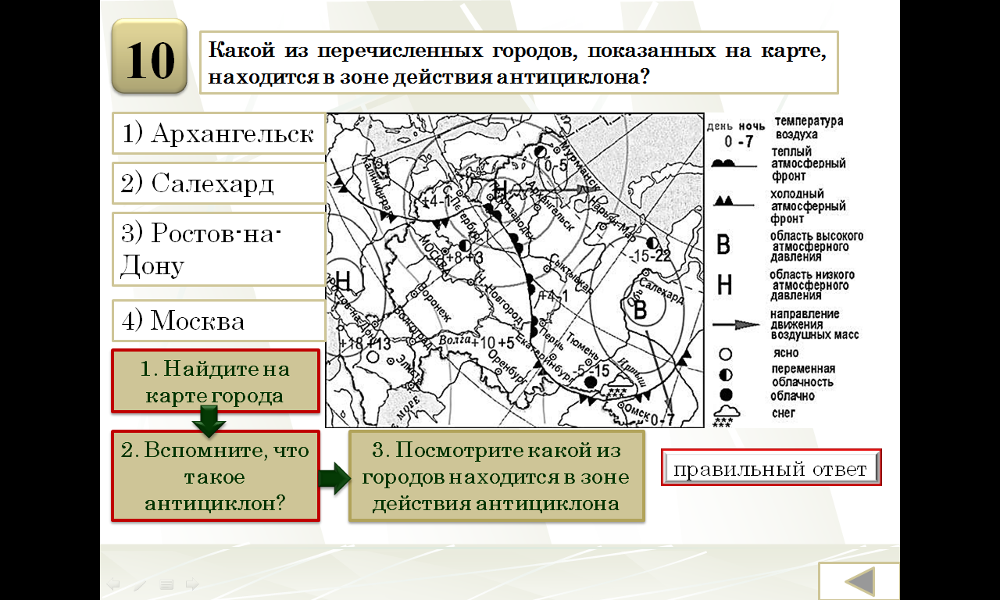 10
Какой из перечисленных городов, показанных на карте,
находится в зоне действия антициклона?
1) Архангельск
2) Салехард
3) Ростов-на-
Дону
4) Москва
1. Найдите на
карте города
2. Вспомните, что
такое
антициклон?
3. Посмотрите какой из
городов находится в зоне
действия антициклона
правильный ответ
Мурманск
0 -5
Калининград
Н
Архангельск
+4 -1
С.
Петербург
Нарьян-Мар
МОСКВА
+8 +3
-15 -22
Сыктывкар
Салехард
Обь
Н
В
+4 -1
Н. Новгород
Воронеж
Волгоград
+18 +13
Волга
+10 +5
Пермь
Екатеринбург
Тюмень
Оренбург
-5 -15
Иртыш
Омск
0 -7
МОРЕ
день ночь
0 -7
температура
воздуха
теплый
атмосферный
фронт
холодный
атмосферный
фронт
В
область высокого
атмосферного
давления
Н
область низкого
атмосферного
давления
направление
движения
воздушных масс
ясно
переменная
облачность
облачно
снег